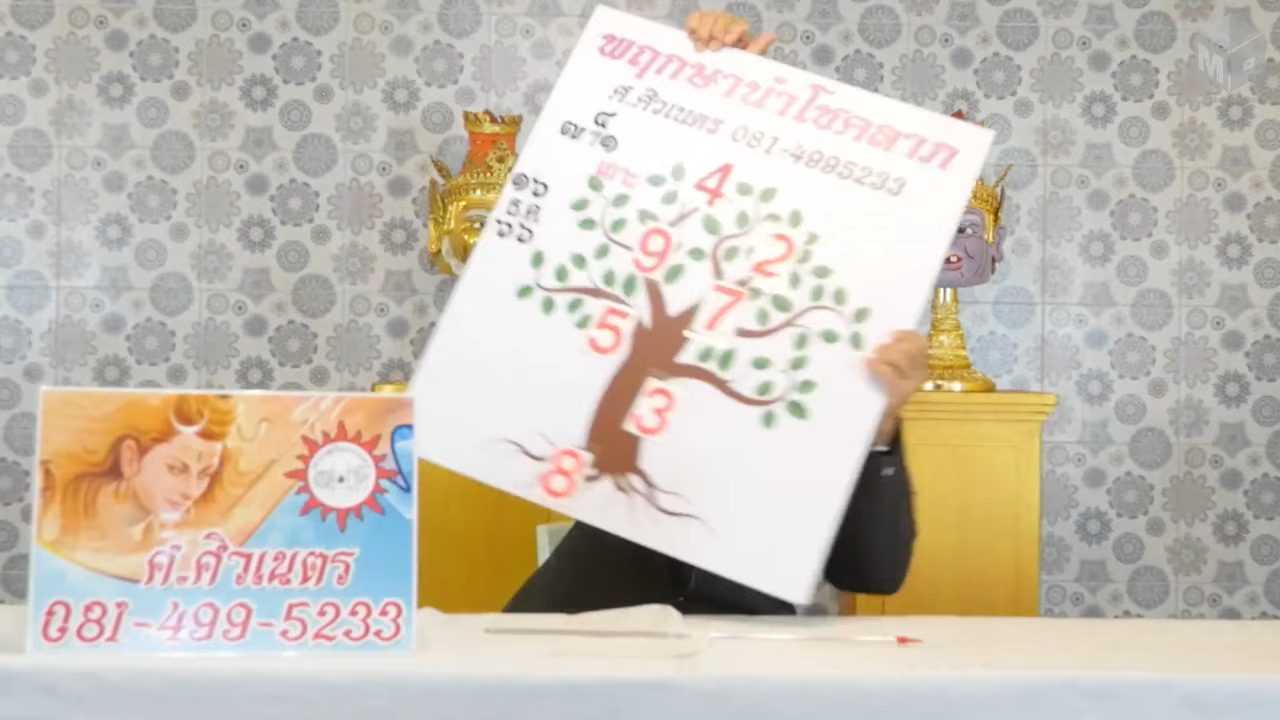 พฤกษานำโชคลาภ
ศ.ศิวเนตร 081-4995233
๔
๗ ๑
๑๖
ธ.ค
๖๖
4
9 2
7
5
3
8
ศ.ศิวเนตร
081-499-5233